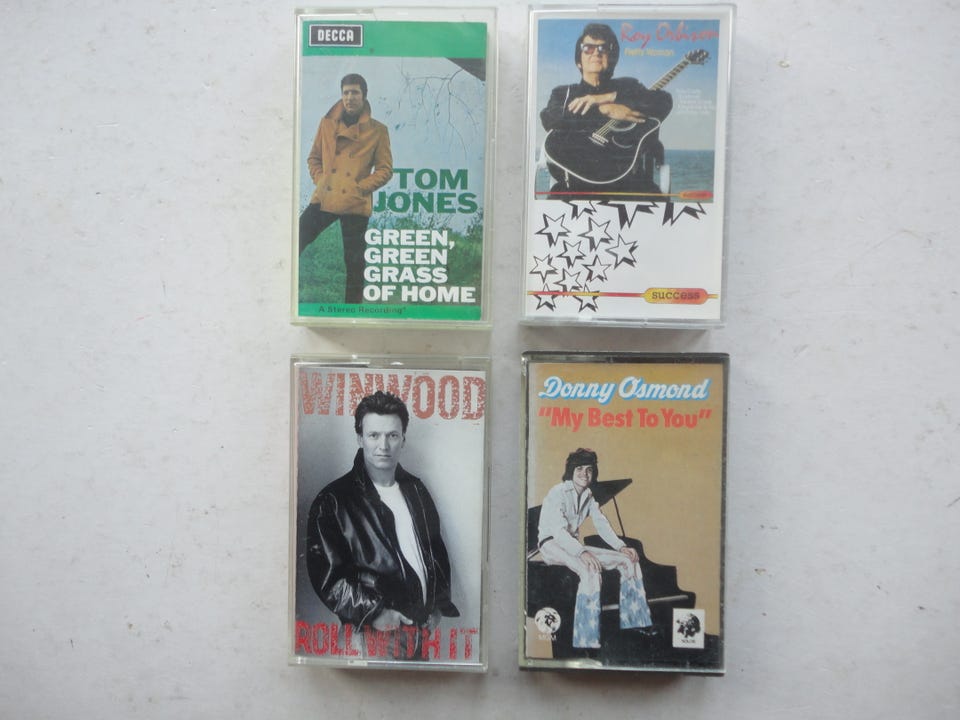 DECCA
TOM
JONES
GREEN,
GREEN
GRASS
OF HOME
A Stereo Recording
Roy Orbison
Pretty Woman
success
WINWOOD
ROLL WITH IT
Donny Osmond
"My Best To You"
MGM
KOLOB